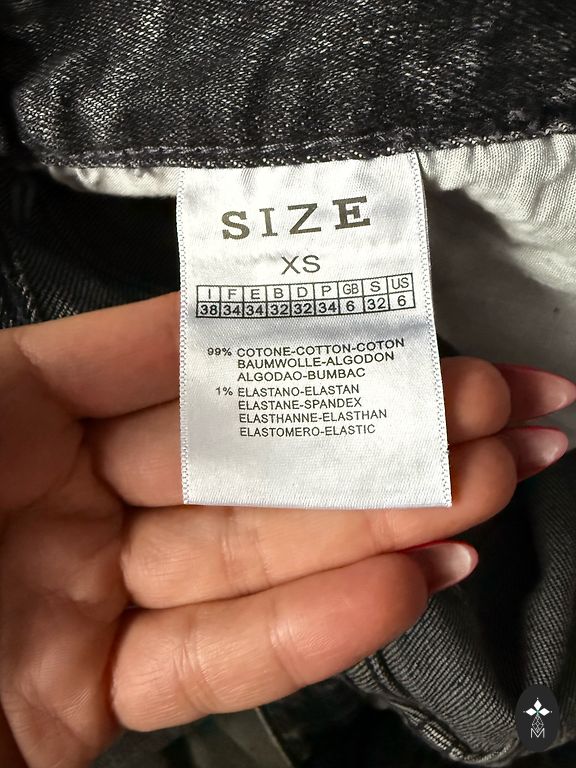 SIZE
XS
I F E B D P GB S US
38 34 34 32 32 34 6 32 6
99% COTONE-COTTON-COTON
BAUMWOLLE-ALGODON
ALGODAO-BUMBAC
1% ELASTANO-ELASTAN
ELASTANE-SPANDEX
ELASTHANNE-ELASTHAN
ELASTOMERO-ELASTIC
M